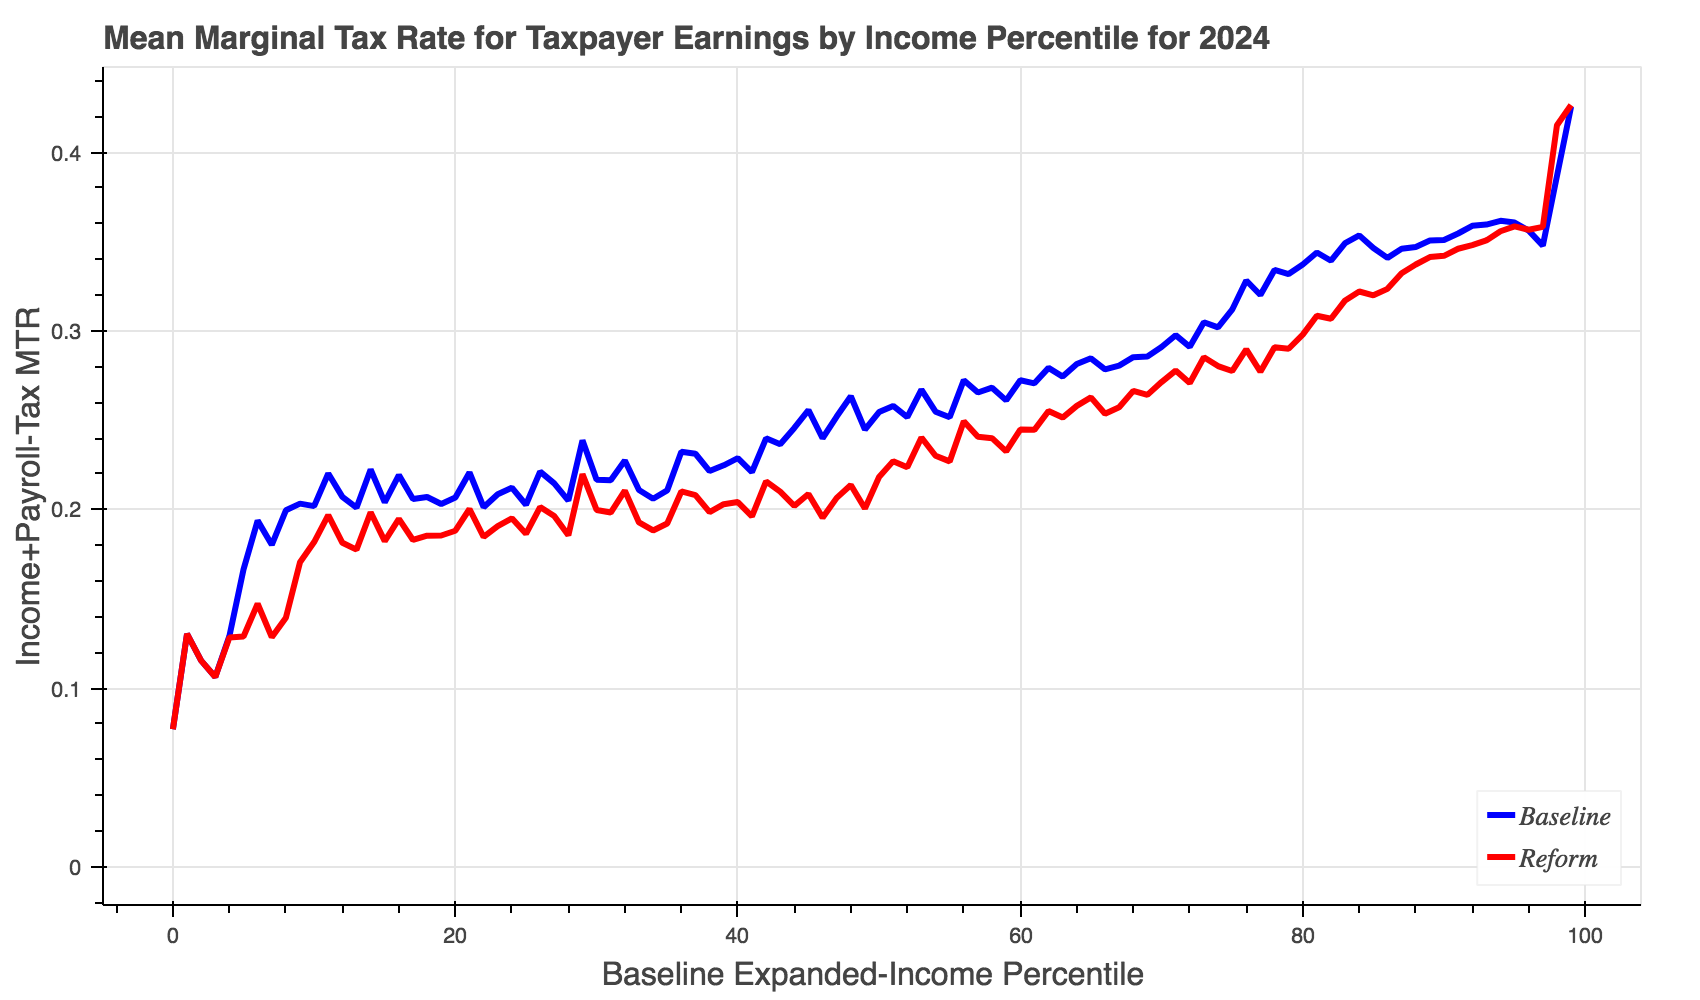 Mean Marginal Tax Rate for Taxpayer Earnings by Income Percentile for 2024
Income+Payroll-Tax MTR
0.4
0.3
0.2
0.1
0
Baseline
Reform
0 20 40 60 80 100
Baseline Expanded-Income Percentile